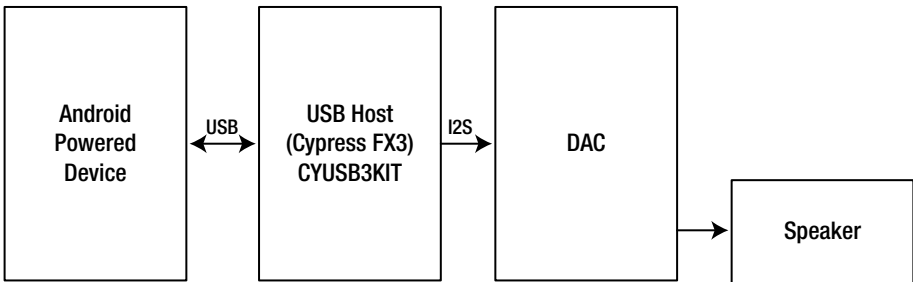 Android
Powered
Device
USB
USB Host
(Cypress FX3)
CYUSB3KIT
I2S
DAC
Speaker